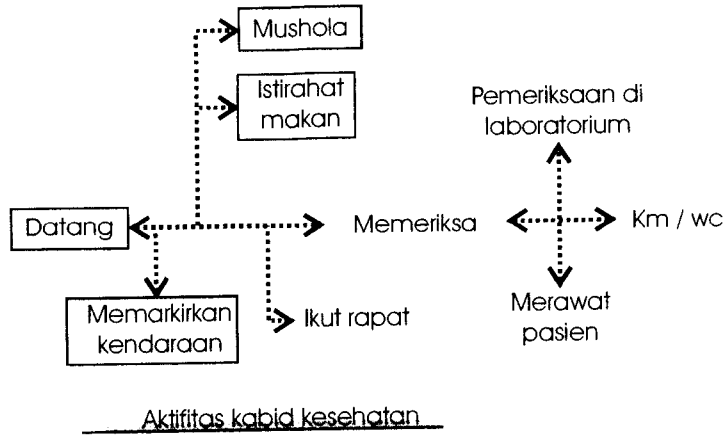 Mushola
Istirahat
makan
Pemeriksaan di
laboratorium
Datang
Memeriksa
Km / wc
Memarkirkan
kendaraan
Ikut rapat
Merawat
pasien
Aktifitas kabid kesehatan